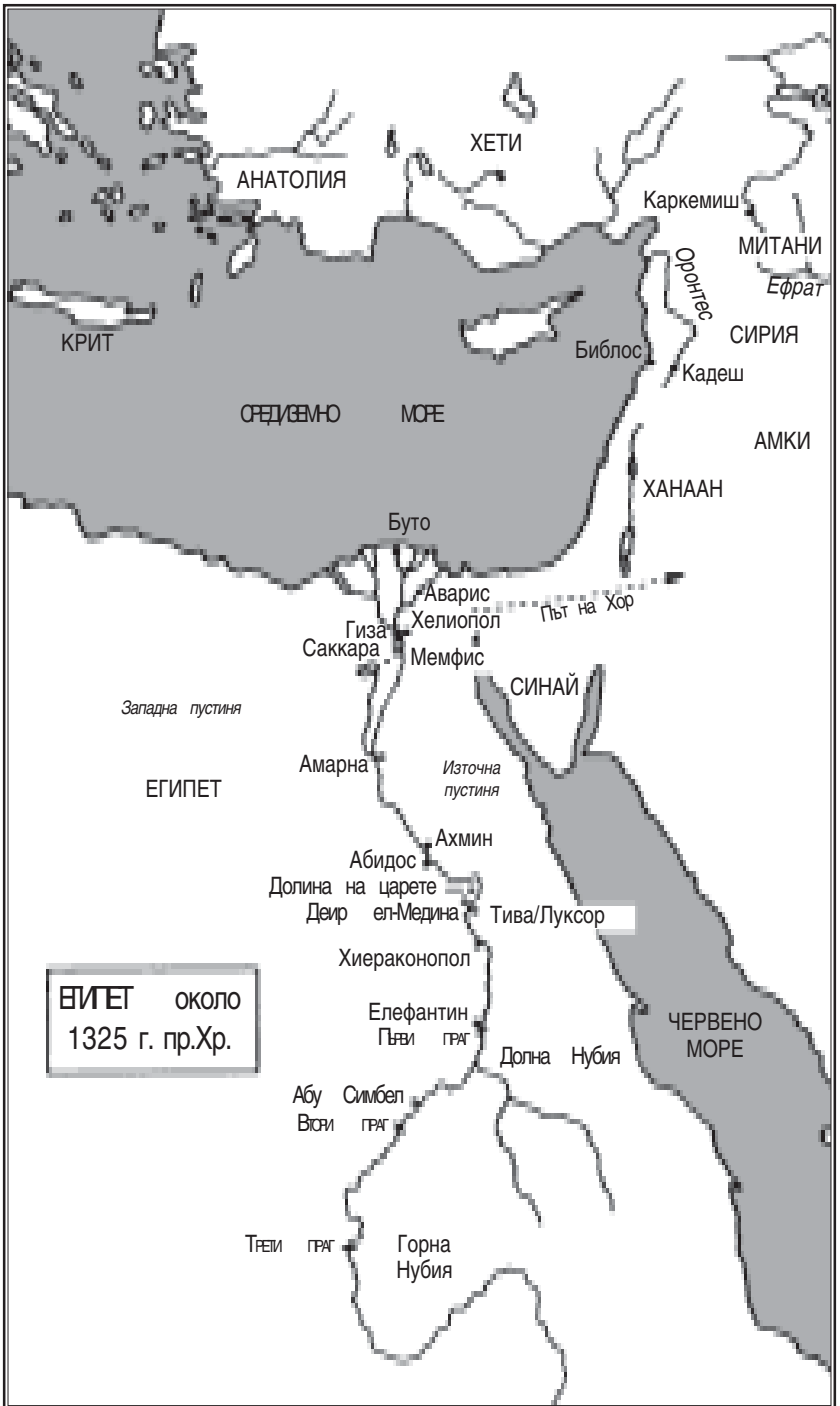 ХЕТИ
АНАТОЛИЯ
Каркемиш
МИТАНИ
Оронтес
Ефрат
КРИТ
СИРИЯ
Библос
Кадеш
СРЕДИЗЕМНО МОРЕ
АМКИ
ХАНААН
Буто
Аварис
Път на Хор
Хелиопол
Гиза
Саккара
Мемфис
СИНАЙ
Западна пустиня
Амарна
Източна
пустиня
ЕГИПЕТ
Ахмин
Абидос
Долина на царете
Деир ел-Медина
Тива/Луксор
Хиераконопол
ЕГИПЕТ около
1325 г. пр.Хр.
Елефантин
Първи праг
ЧЕРВЕНО
МОРЕ
Долна Нубия
Абу Симбел
Втори праг
Трети праг
Горна
Нубия